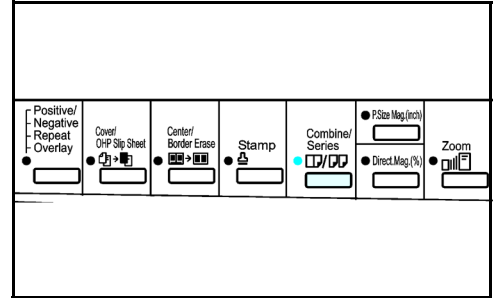 Positive/
Negative
Repeat
Overlay
Cover/
OHP Slip Sheet
Center/
Border Erase
Stamp
Combine/
Series
P.Size Mag.(inch)
Direct.Mag.(%)
Zoom